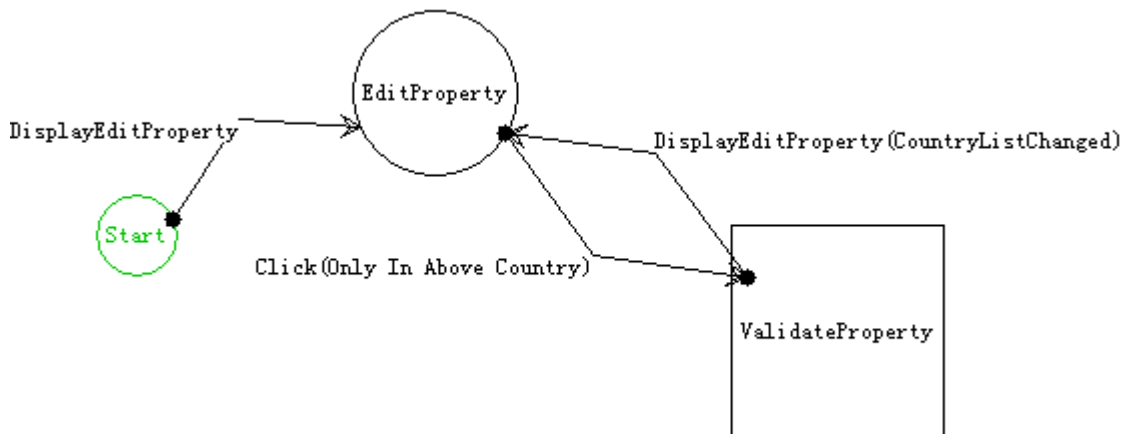 EditProperty
DisplayEditProperty
DisplayEditProperty(CountryListChanged)
Start
Click(Only In Above Country)
ValidateProperty